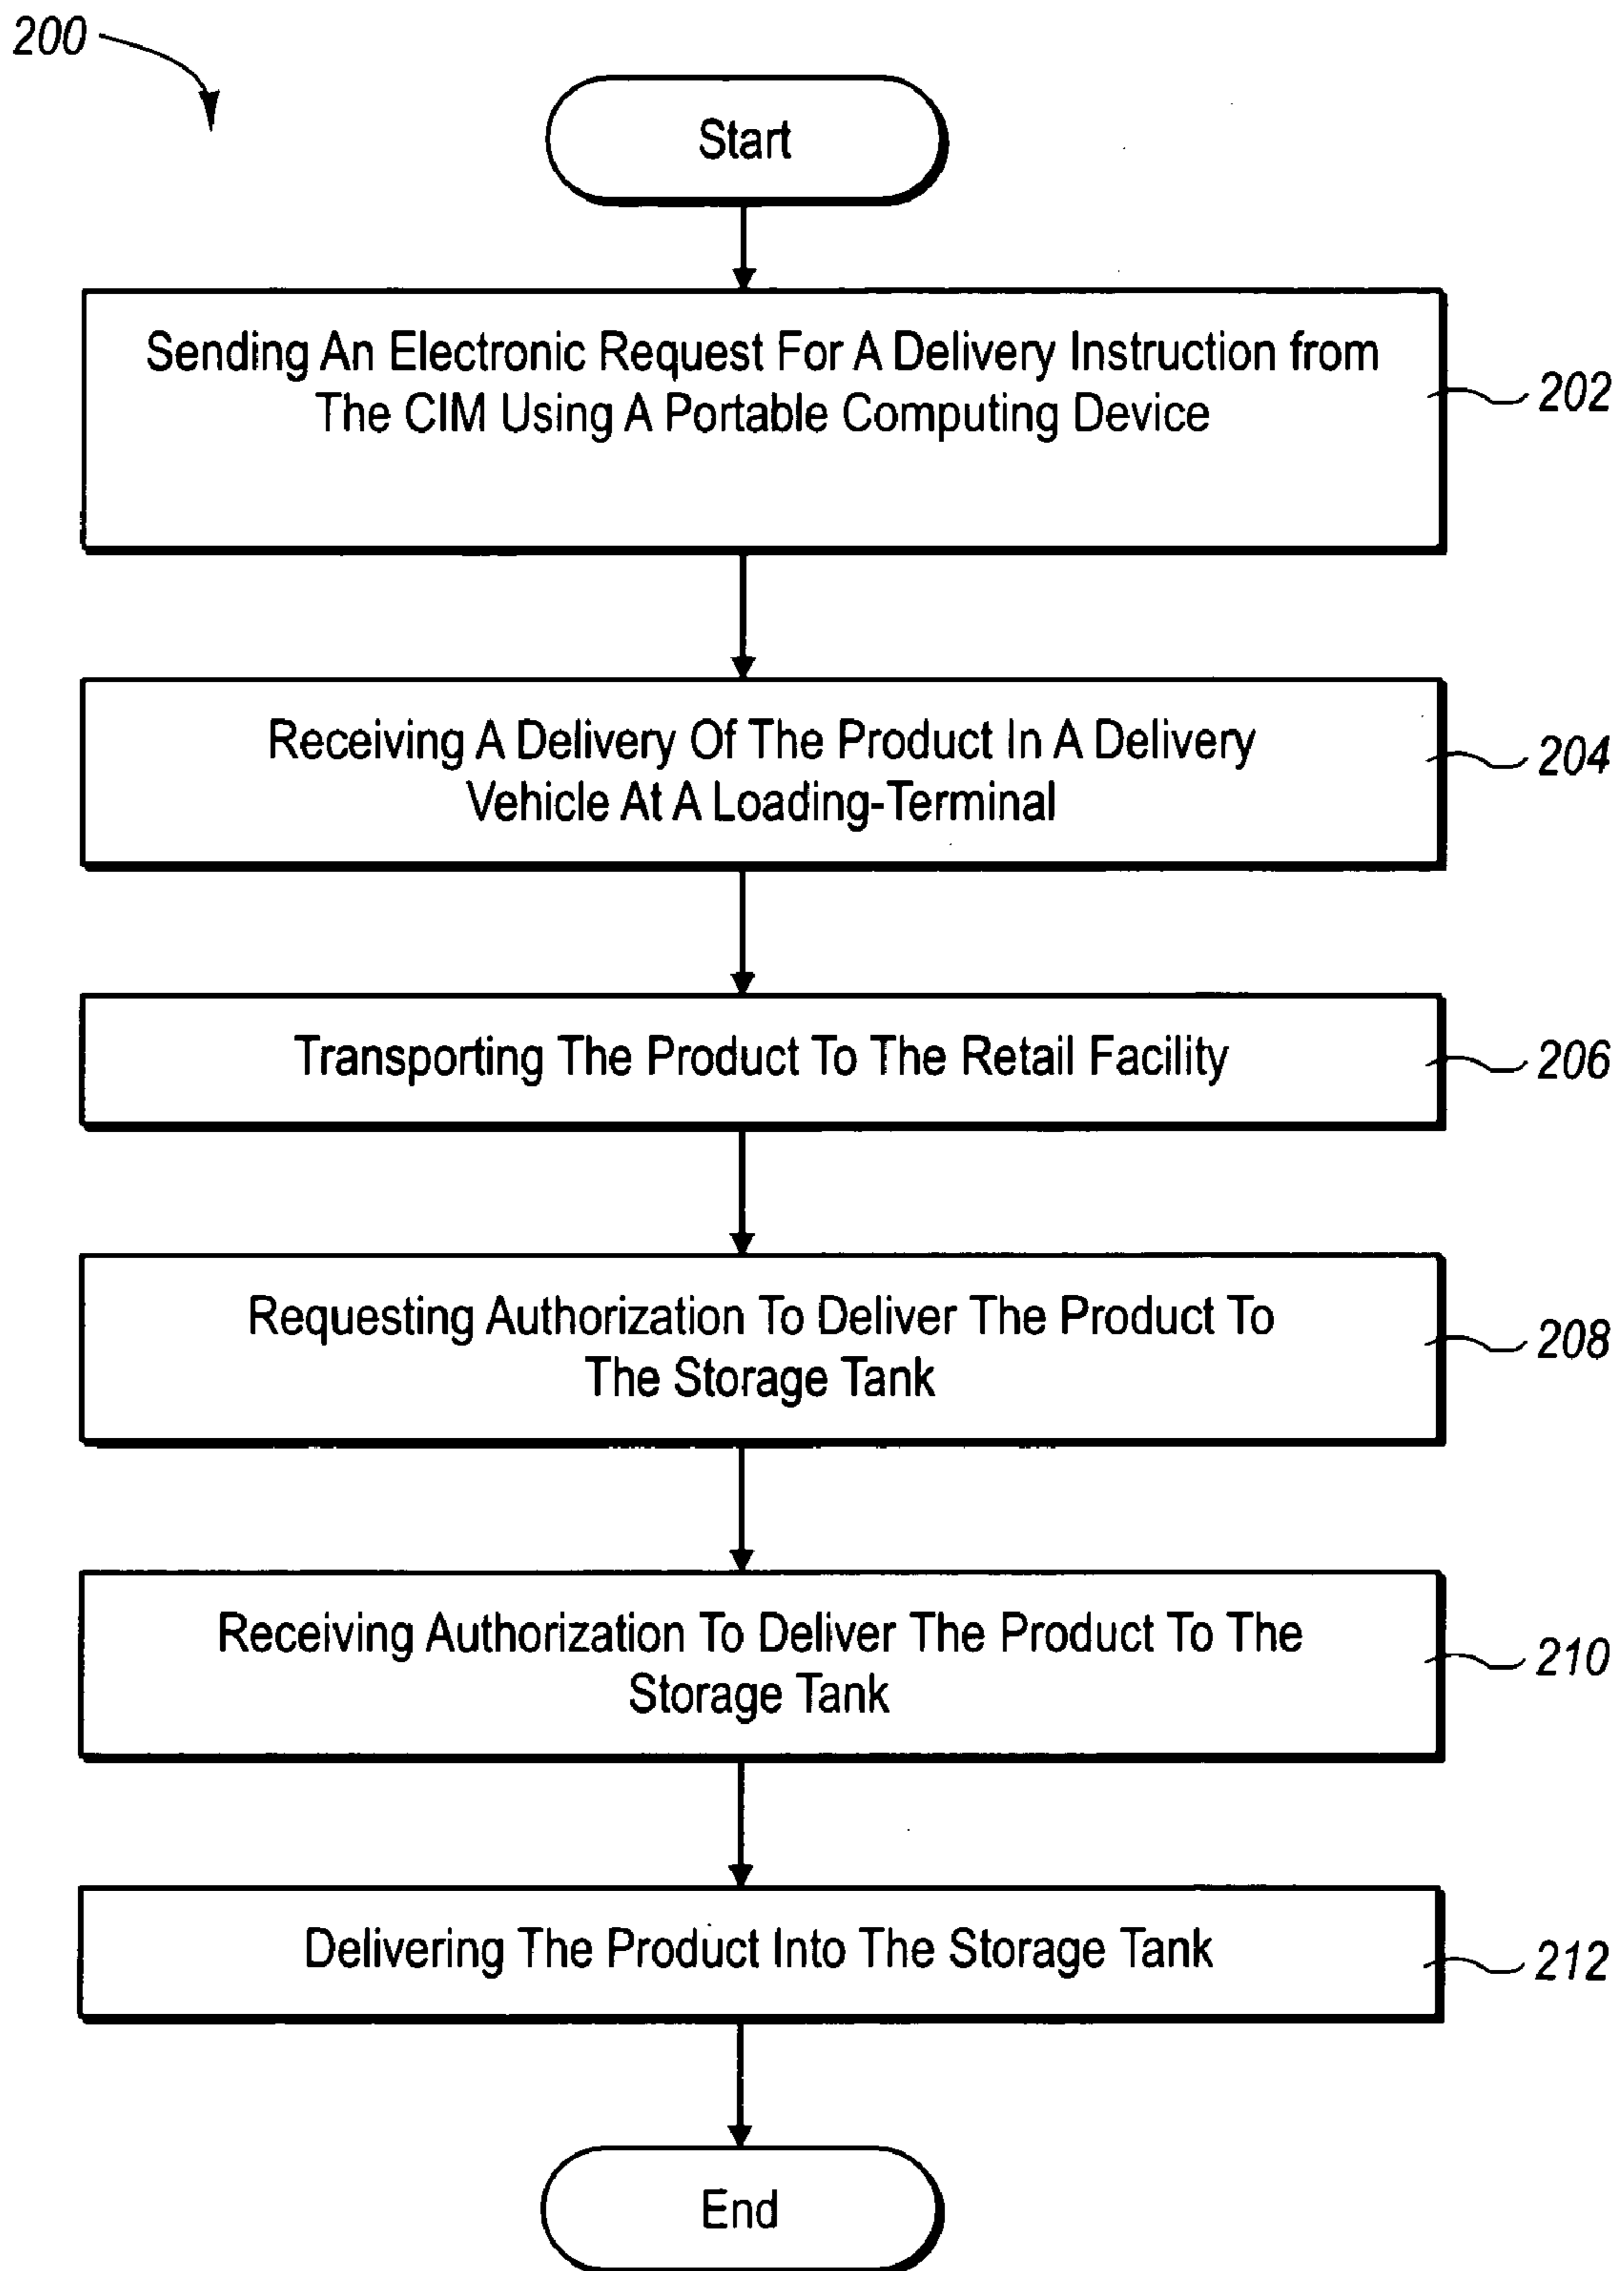 200
Start
Sending An Electronic Request For A Delivery Instruction from
The CIM Using A Portable Computing Device
202
Receiving A Delivery Of The Product In A Delivery
Vehicle At A Loading-Terminal
204
Transporting The Product To The Retail Facility
206
Requesting Authorization To Deliver The Product To
The Storage Tank
208
Receiving Authorization To Deliver The Product To The
Storage Tank
210
Delivering The Product Into The Storage Tank
212
End